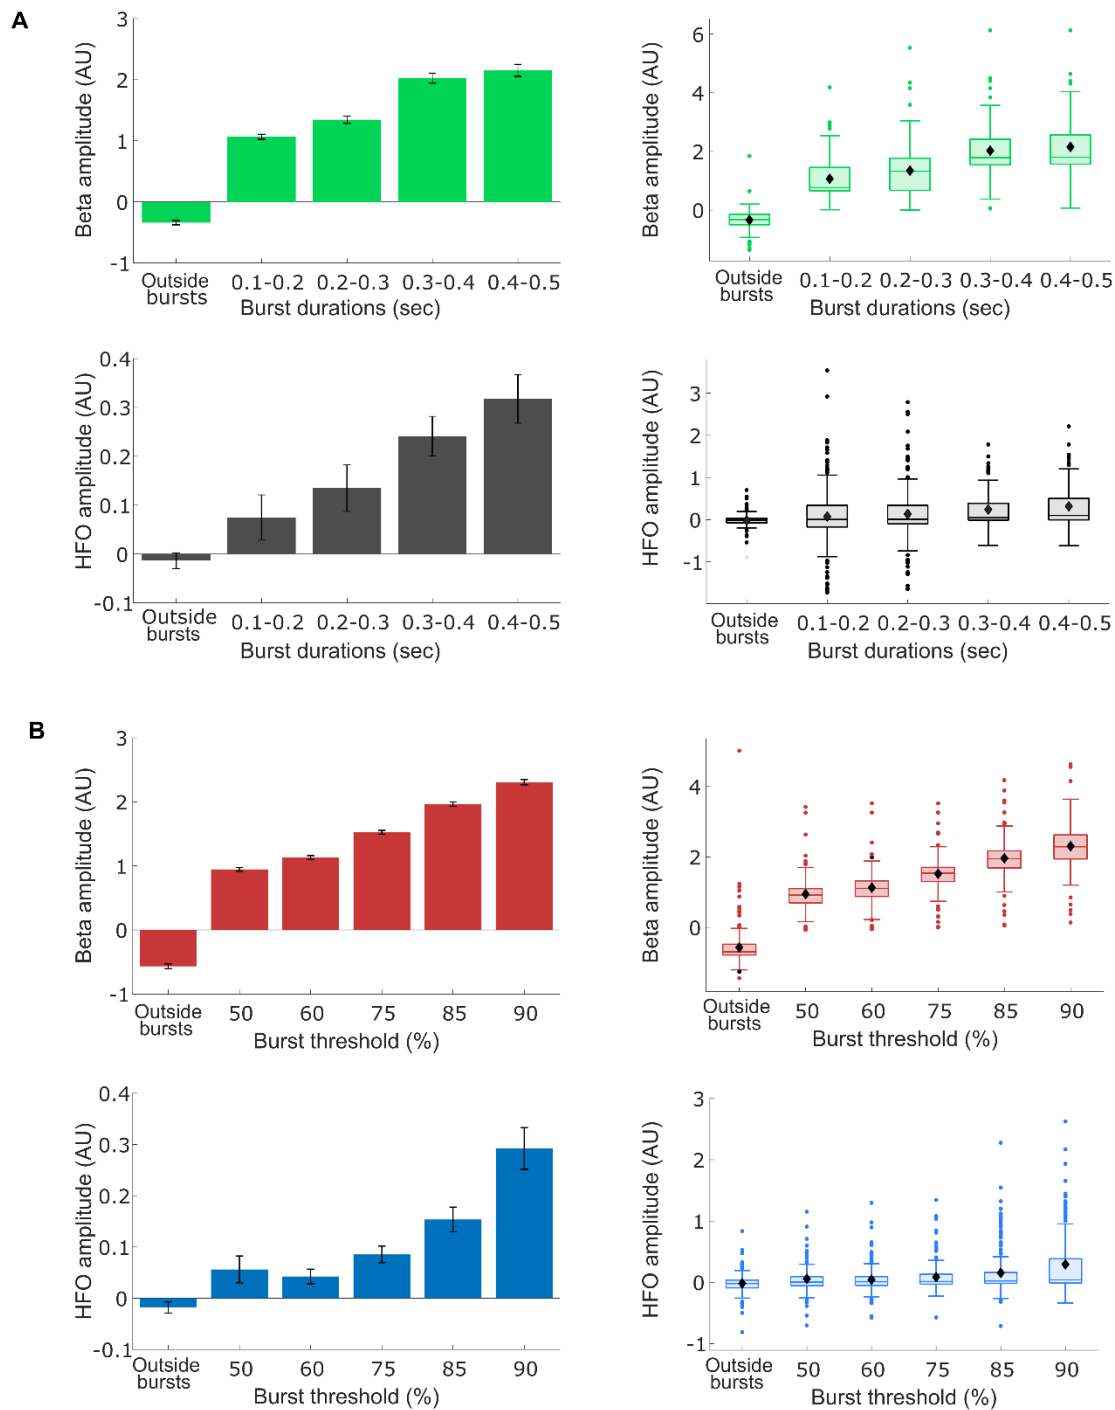 A
Beta amplitude (AU)
3
2
1
0
-1
Outside
bursts
0.1-0.2 0.2-0.3 0.3-0.4 0.4-0.5
Burst durations (sec)
Beta amplitude (AU)
6
4
2
0
Outside
bursts
0.1-0.2 0.2-0.3 0.3-0.4 0.4-0.5
Burst durations (sec)
HFO amplitude (AU)
0.4
0.3
0.2
0.1
0
-0.1
Outside
bursts
0.1-0.2 0.2-0.3 0.3-0.4 0.4-0.5
Burst durations (sec)
HFO amplitude (AU)
3
2
1
0
-1
Outside
bursts
0.1-0.2 0.2-0.3 0.3-0.4 0.4-0.5
Burst durations (sec)
B
Beta amplitude (AU)
3
2
1
0
-1
Outside
bursts
50 60 75 85 90
Burst threshold (%)
Beta amplitude (AU)
4
2
0
Outside
bursts
50 60 75 85 90
Burst threshold (%)
HFO amplitude (AU)
0.4
0.3
0.2
0.1
0
-0.1
Outside
bursts
50 60 75 85 90
Burst threshold (%)
HFO amplitude (AU)
3
2
1
0
-1
Outside
bursts
50 60 75 85 90
Burst threshold (%)